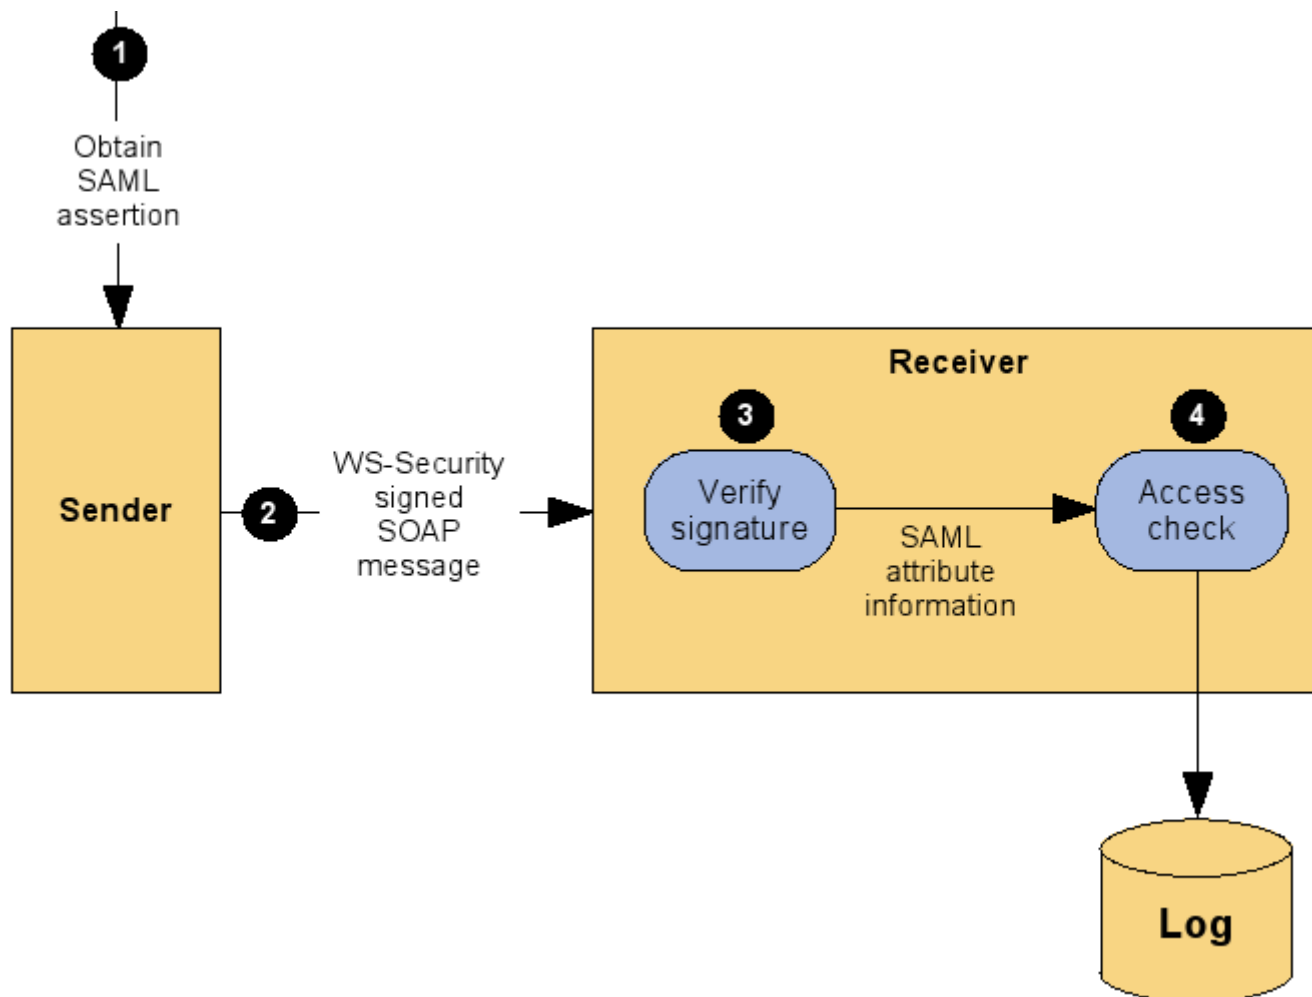 1
Obtain
SAML
assertion
Sender
2
WS-Security
signed
SOAP
message
Receiver
3
Verify
signature
SAML
attribute
information
4
Access
check
Log